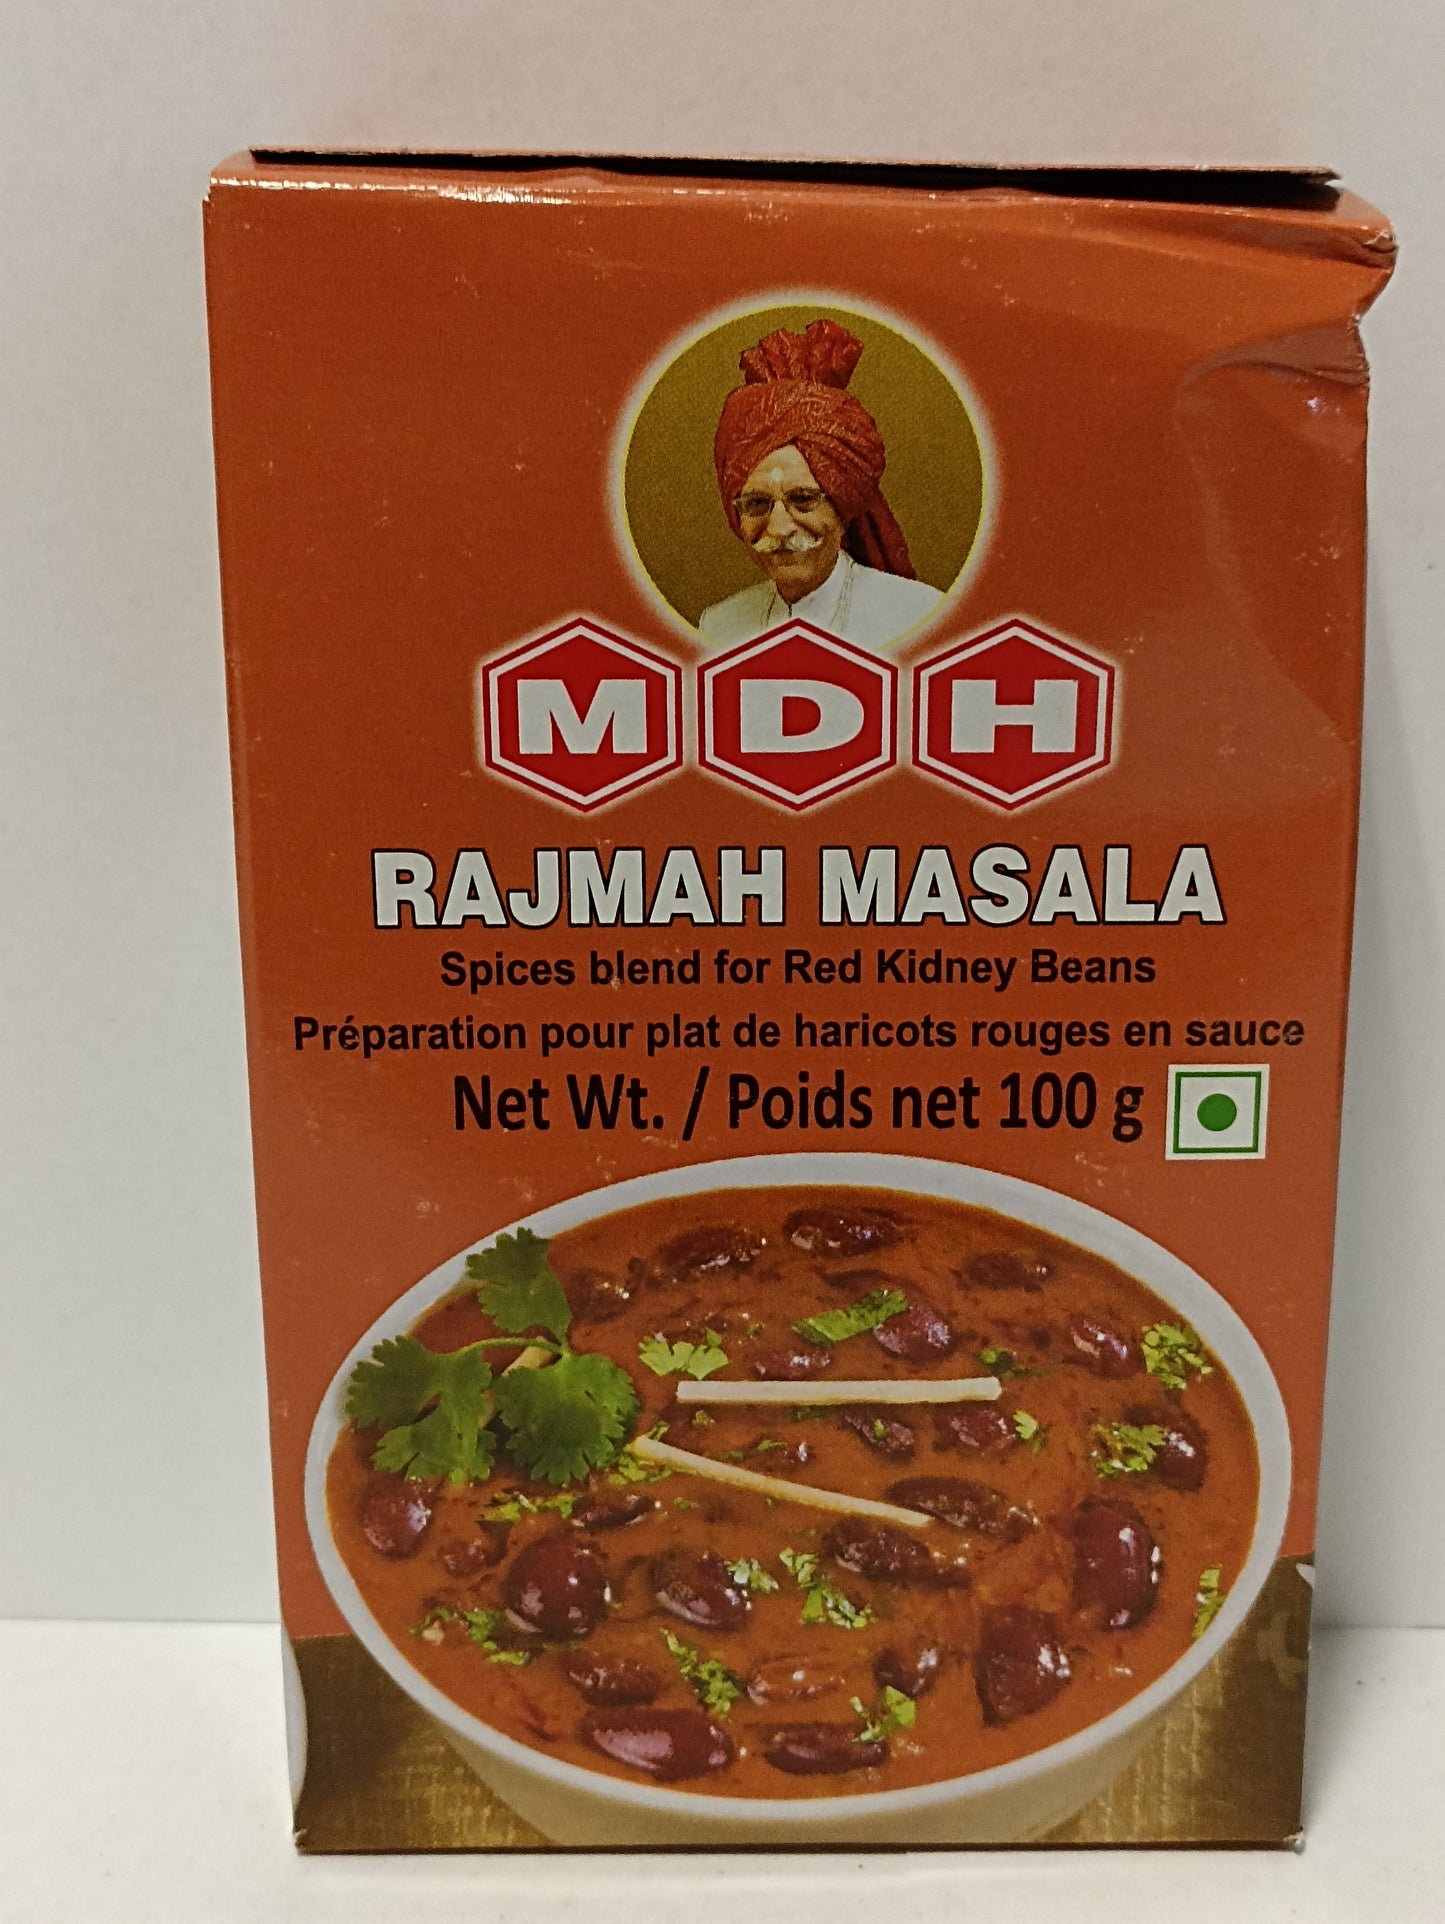 MDH
RAJMAH MASALA
Spices blend for Red Kidney Beans
Préparation pour plat de haricots rouges en sauce
Net Wt. / Poids net 100 g